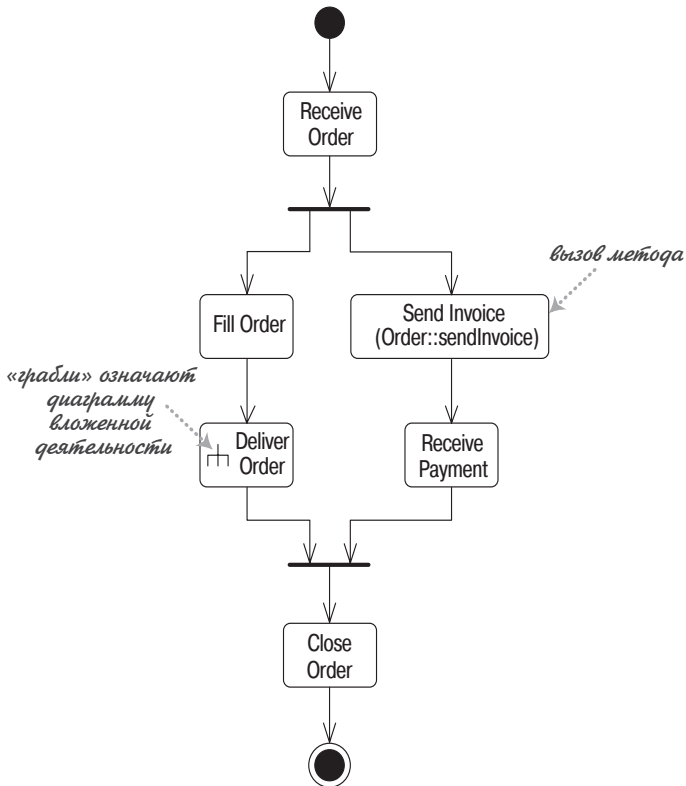 Receive
Order
вызов метода
Fill Order
Send Invoice
(Order::sendInvoice)
«грабли» означают
диаграмму
вложенной
деятельности
Deliver
Order
Receive
Payment
Close
Order